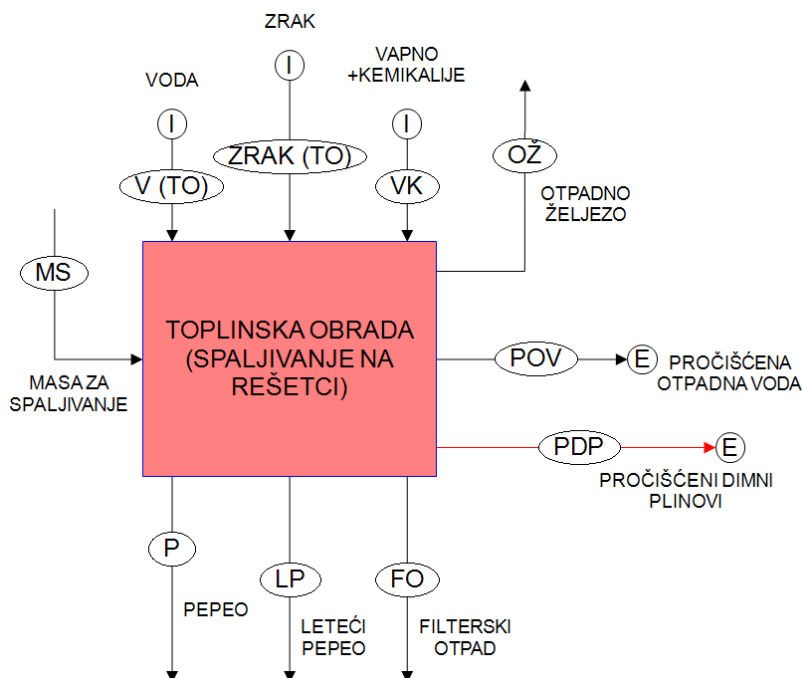 ZRAK
I
VODA
I
VAPNO
+KEMIKALIJE
I
V (TO)
ZRAK (TO)
VK
OŽ
OTPADNO
ŽELJEZO
MS
MASA ZA
SPALJIVANJE
TOPLINSKA OBRADA
(SPALJIVANJE NA
REŠETCI)
POV
E
PROČIŠĆENA
OTPADNA VODA
PDP
E
PROČIŠĆENI DIMNI
PLINOVI
P
PEPEO
LP
LETEĆI
PEPEO
FO
FILTERSKI
OTPAD